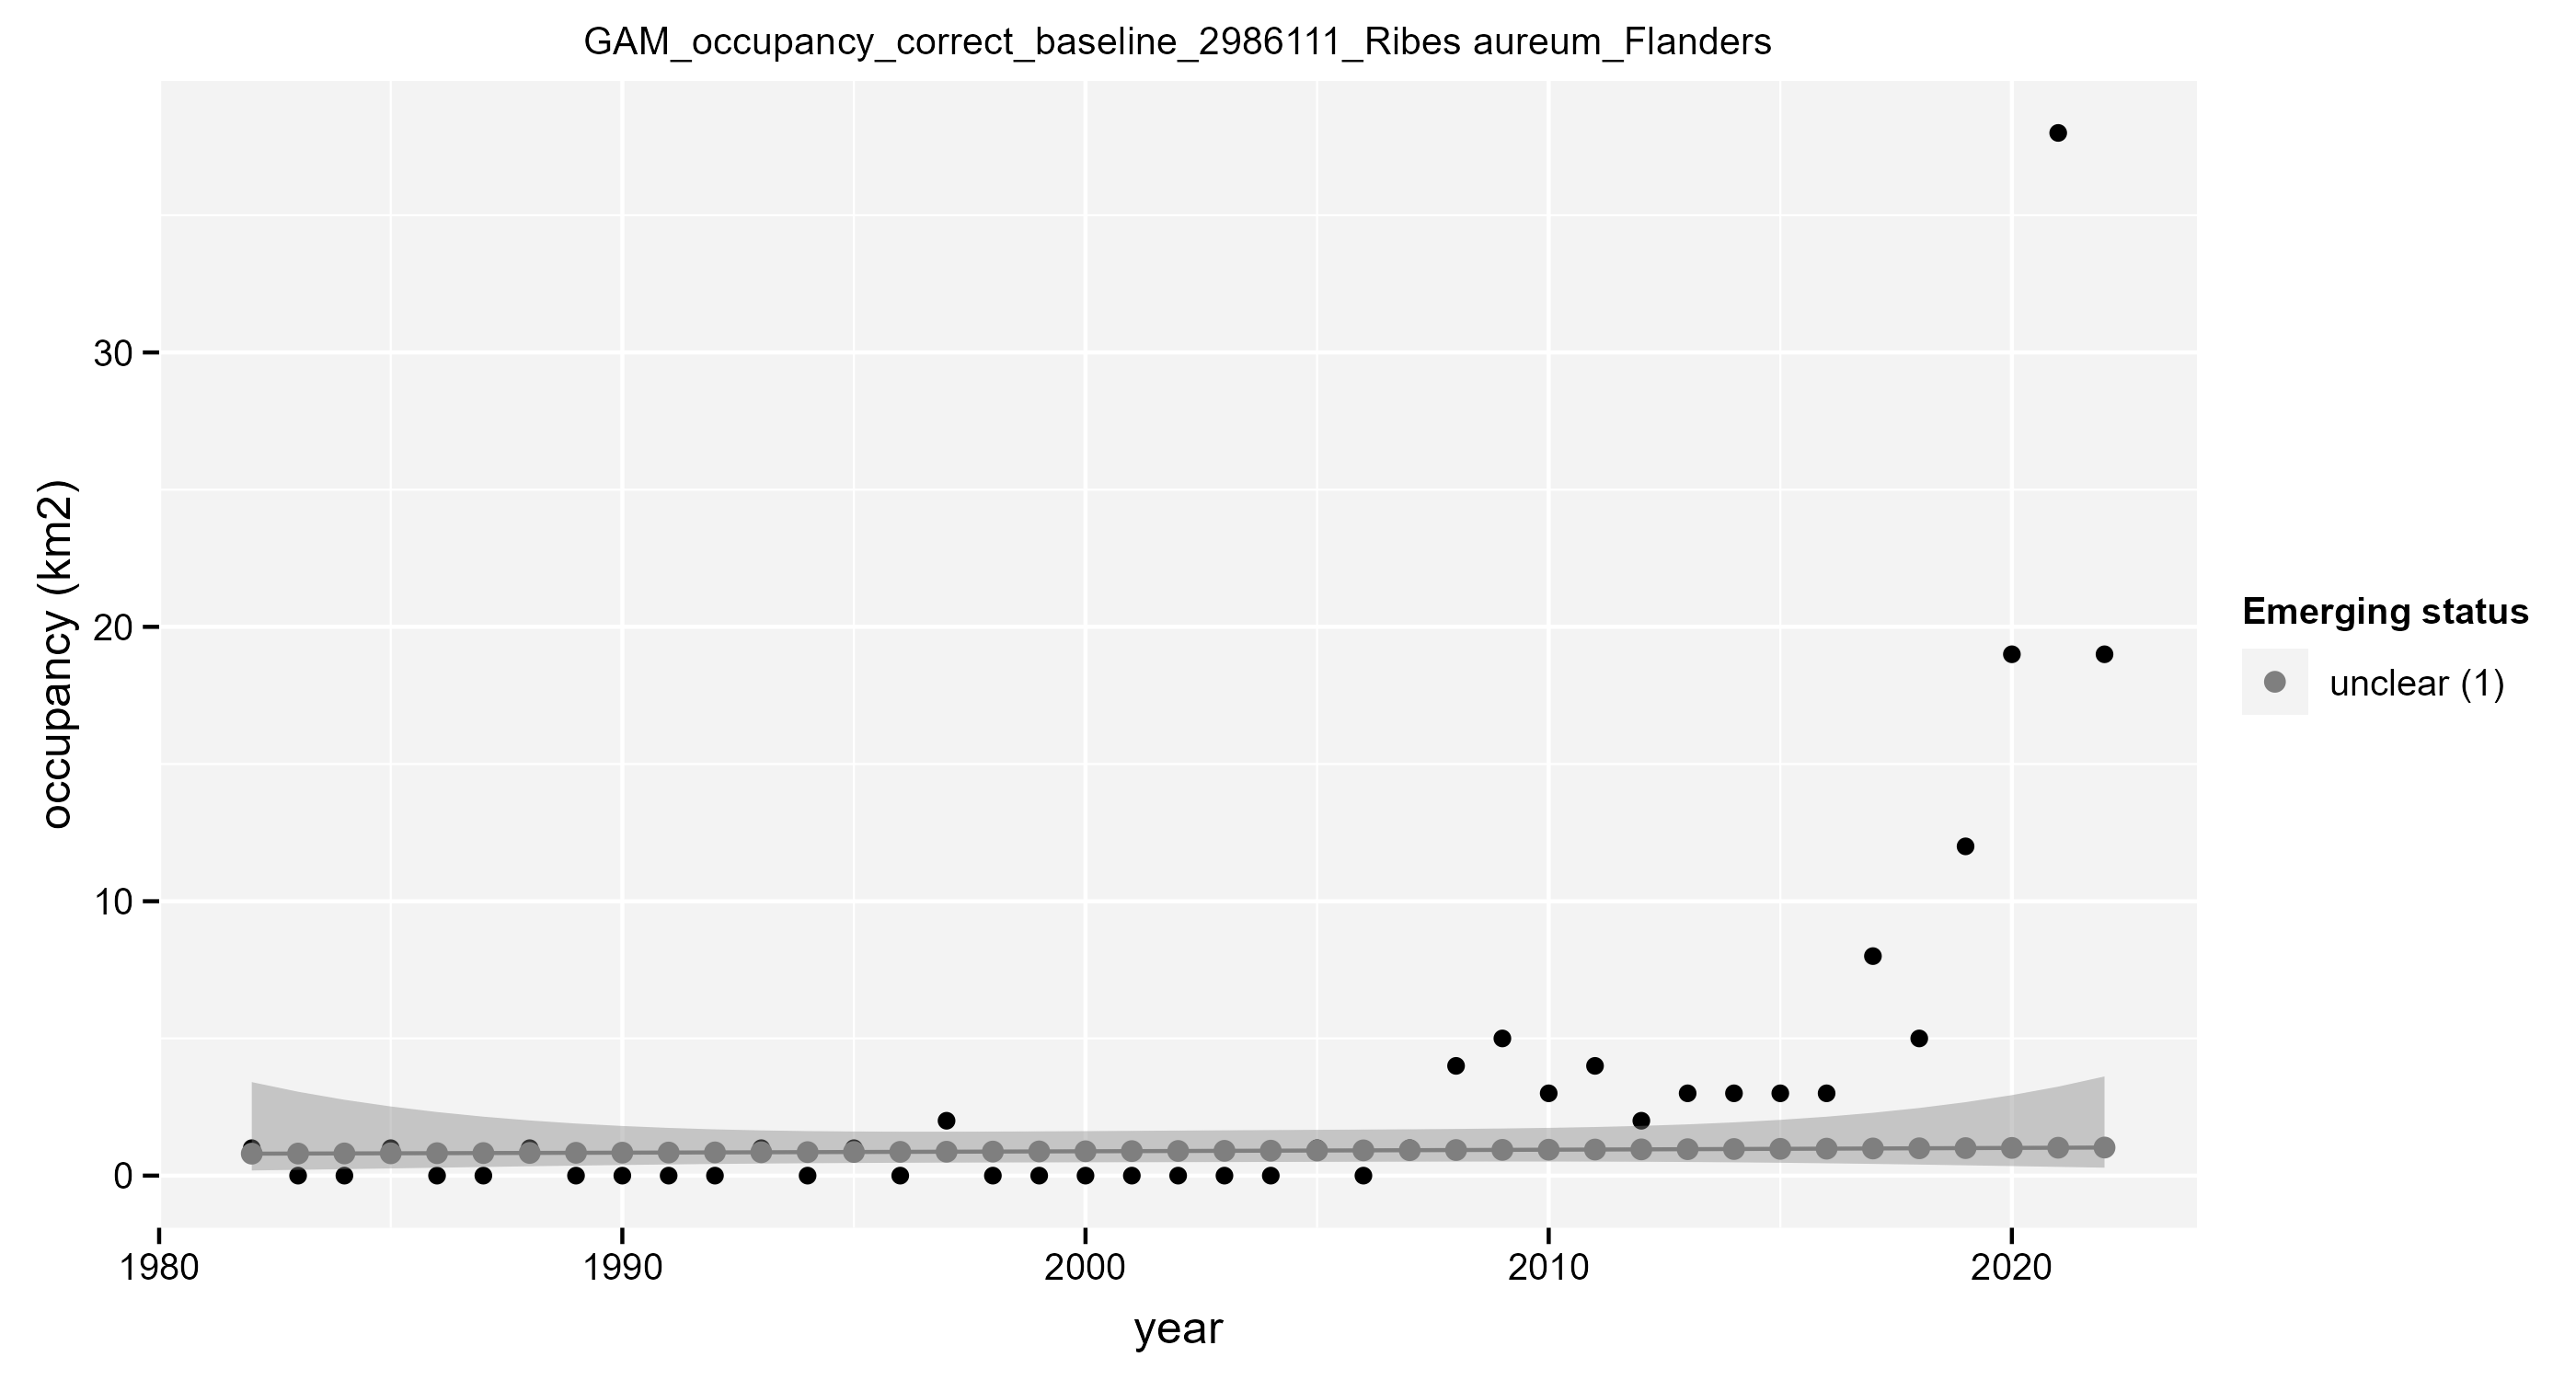 GAM_occupancy_correct_baseline_2986111_Ribes aureum_Flanders
occupancy (km2)
30
20
10
0
1980
1990
2000
2010
2020
year
Emerging status
unclear (1)